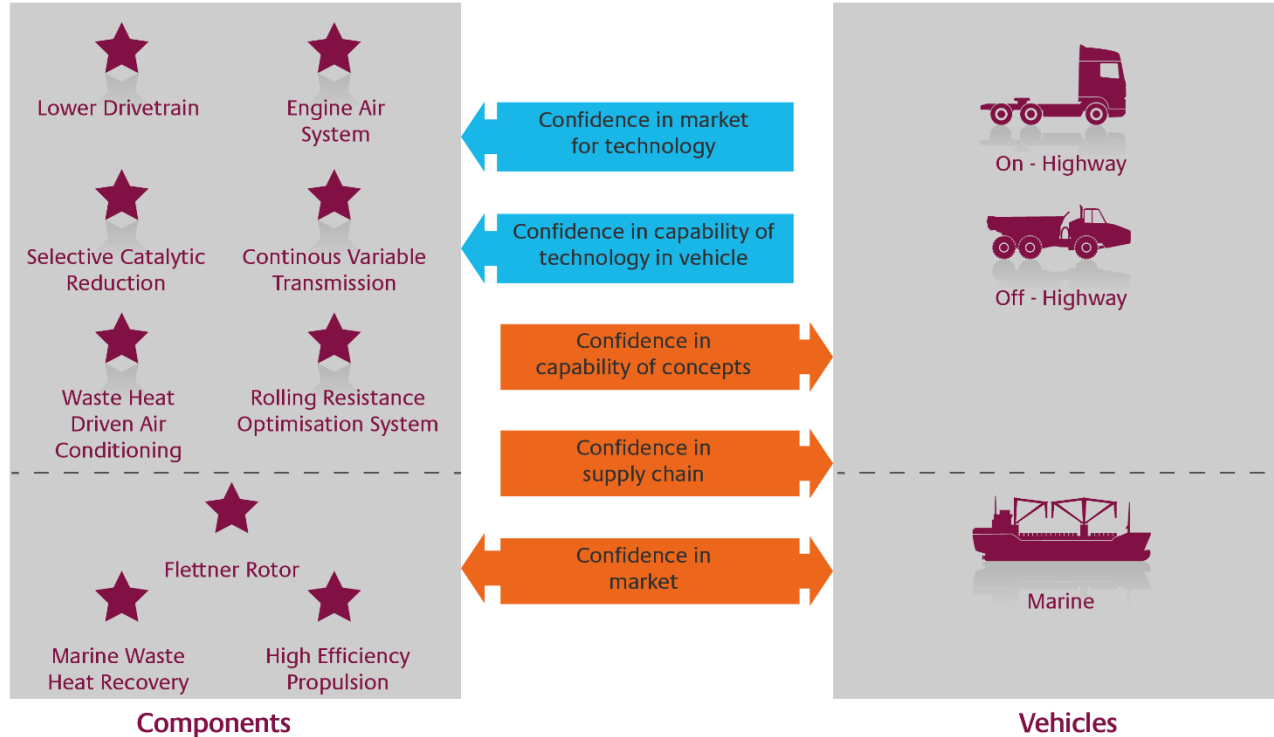 Lower Drivetrain
Engine Air
System
Selective Catalytic
Reduction
Continous Variable
Transmission
Waste Heat
Driven Air
Conditioning
Rolling Resistance
Optimisation System
Flettner Rotor
Marine Waste
Heat Recovery
High Efficiency
Propulsion
Components
Confidence in market
for technology
Confidence in capability of
technology in vehicle
Confidence in
capability of concepts
Confidence in
supply chain
Confidence in
market
On - Highway
Off - Highway
Marine
Vehicles